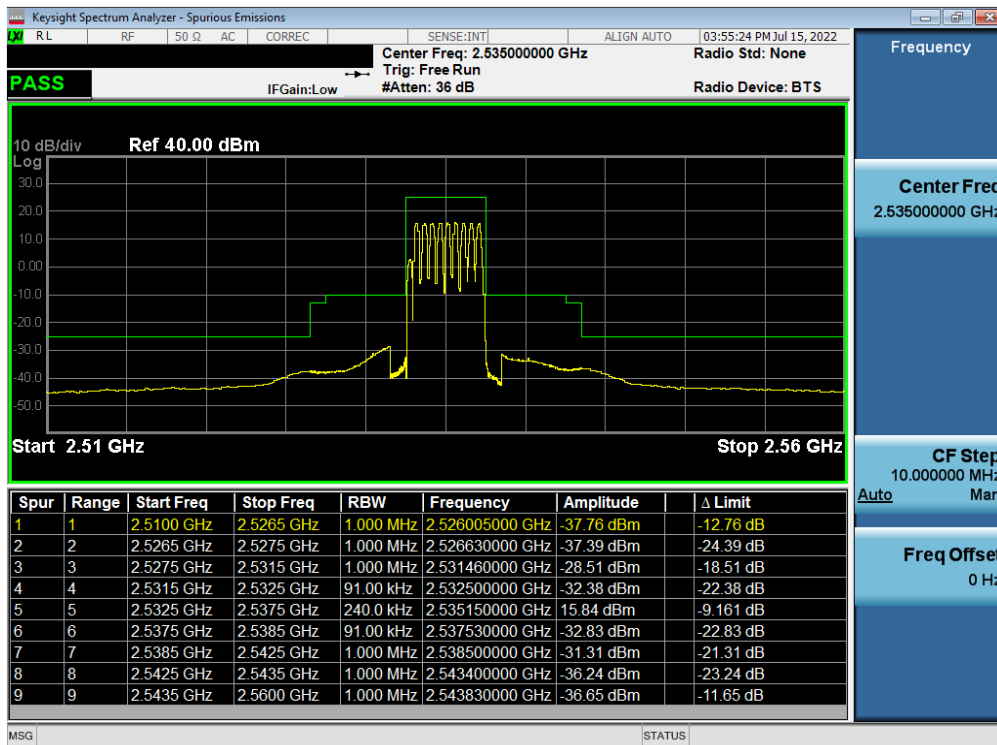 Keysight Spectrum Analyzer - Spurious Emissions
LXI RL RF 50 Ω AC CORREC SENSE:INT ALIGN AUTO 03:55:24 PM Jul 15, 2022
Center Freq: 2.535000000 GHz Radio Std: None
Trig: Free Run
PASS IFGain:Low #Atten: 36 dB Radio Device: BTS
Frequency
10 dB/div Ref 40.00 dBm
Log
30.0
20.0
10.0
0.00
-10.0
-20.0
-30.0
-40.0
-50.0
Start 2.51 GHz Stop 2.56 GHz
Center Freq
2.535000000 GHz
CF Step
10.000000 MHz
Auto Man
Freq Offset
0 Hz
Spur Range Start Freq Stop Freq RBW Frequency Amplitude Δ Limit
1 1 2.5100 GHz 2.5265 GHz 1.000 MHz 2.526005000 GHz -37.76 dBm -12.76 dB
2 2 2.5265 GHz 2.5275 GHz 1.000 MHz 2.526630000 GHz -37.39 dBm -24.39 dB
3 3 2.5275 GHz 2.5315 GHz 1.000 MHz 2.531460000 GHz -28.51 dBm -18.51 dB
4 4 2.5315 GHz 2.5325 GHz 91.00 kHz 2.532500000 GHz -32.38 dBm -22.38 dB
5 5 2.5325 GHz 2.5375 GHz 240.0 kHz 2.535150000 GHz 15.84 dBm -9.161 dB
6 6 2.5375 GHz 2.5385 GHz 91.00 kHz 2.537530000 GHz -32.83 dBm -22.83 dB
7 7 2.5385 GHz 2.5425 GHz 1.000 MHz 2.538500000 GHz -31.31 dBm -21.31 dB
8 8 2.5425 GHz 2.5435 GHz 1.000 MHz 2.543400000 GHz -36.24 dBm -23.24 dB
9 9 2.5435 GHz 2.5600 GHz 1.000 MHz 2.543830000 GHz -36.65 dBm -11.65 dB
MSG STATUS